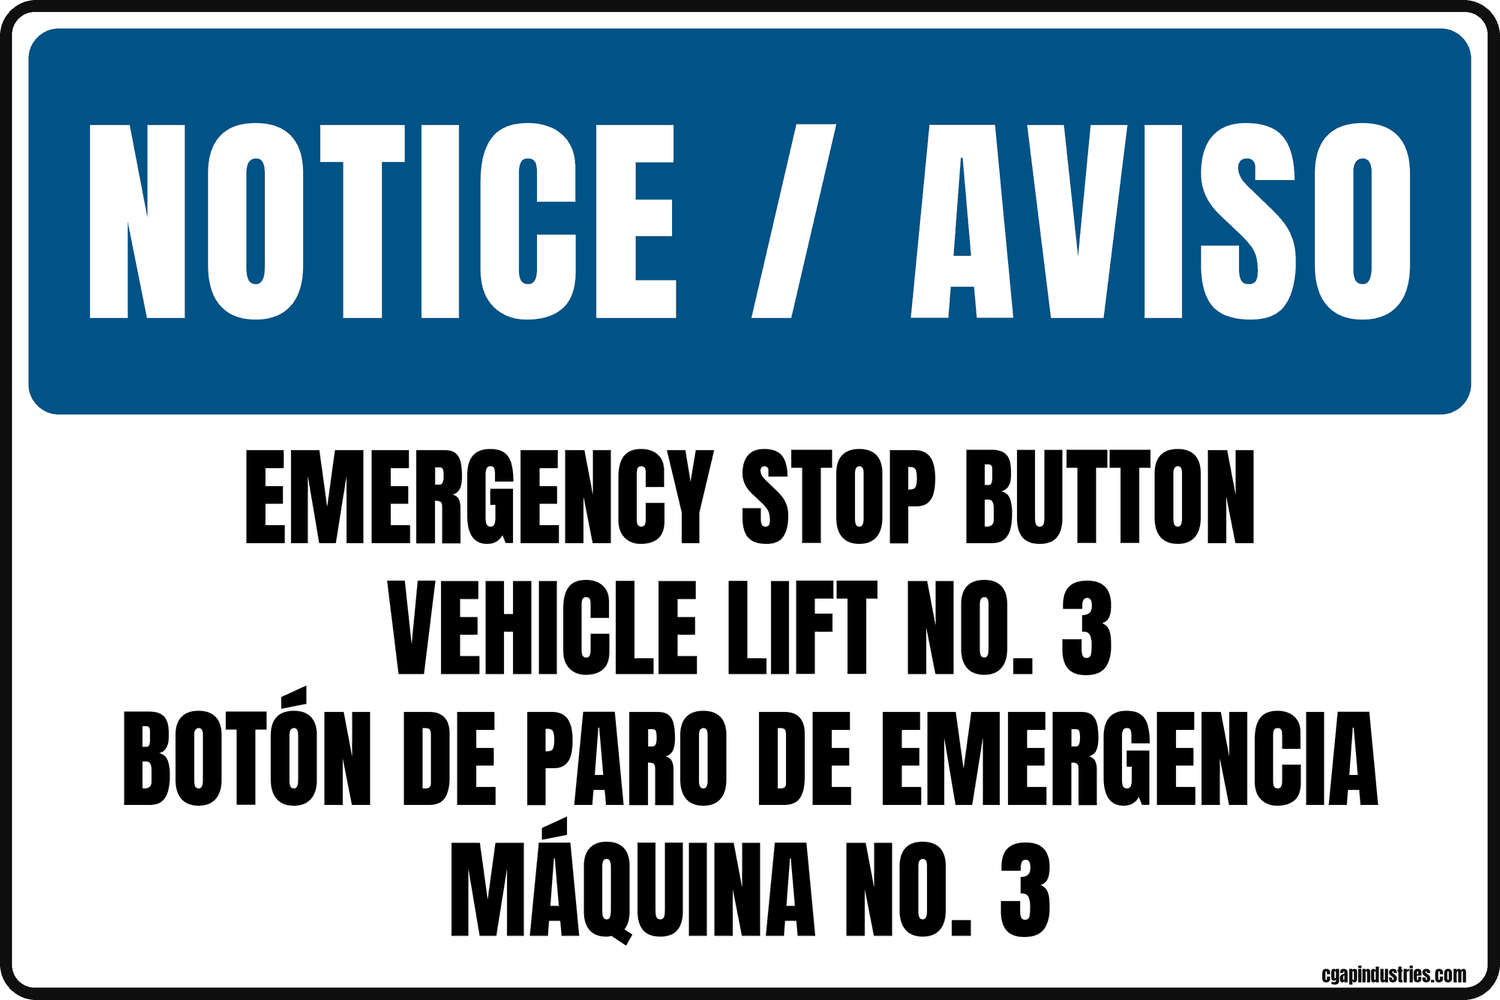 NOTICE / AVISO
EMERGENCY STOP BUTTON
VEHICLE LIFT NO. 3
BOTÓN DE PARO DE EMERGENCIA
MÁQUINA NO. 3
cgapindustries.com